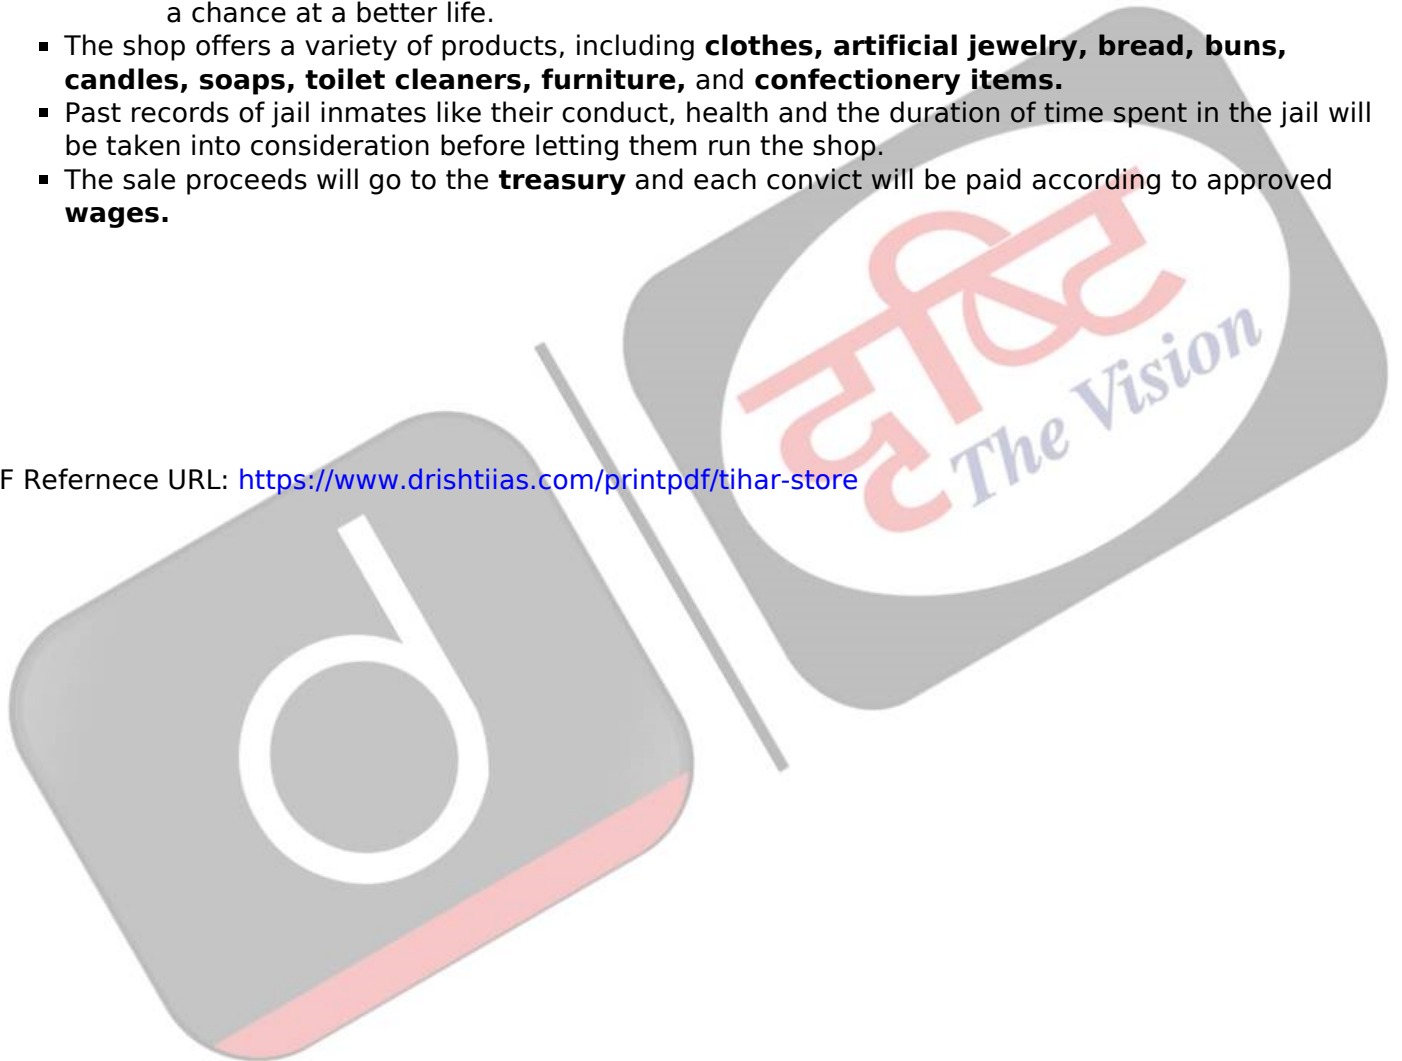 a chance at a better life.
▪ The shop offers a variety of products, including clothes, artificial jewelry, bread, buns,
candles, soaps, toilet cleaners, furniture, and confectionery items.
▪ Past records of jail inmates like their conduct, health and the duration of time spent in the jail will
be taken into consideration before letting them run the shop.
▪ The sale proceeds will go to the treasury and each convict will be paid according to approved
wages.
दृष्टि
The Vision
F Refernece URL: https://www.drishtiias.com/printpdf/tihar-store
d